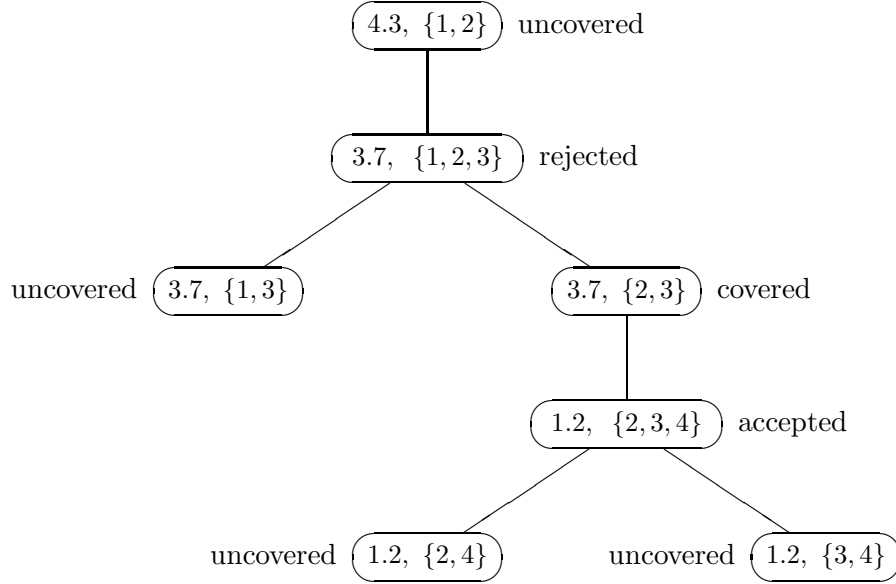 4.3, {1, 2} uncovered
3.7, {1, 2, 3} rejected
uncovered 3.7, {1, 3} 3.7, {2, 3} covered
1.2, {2, 3, 4} accepted
uncovered 1.2, {2, 4} uncovered 1.2, {3, 4}